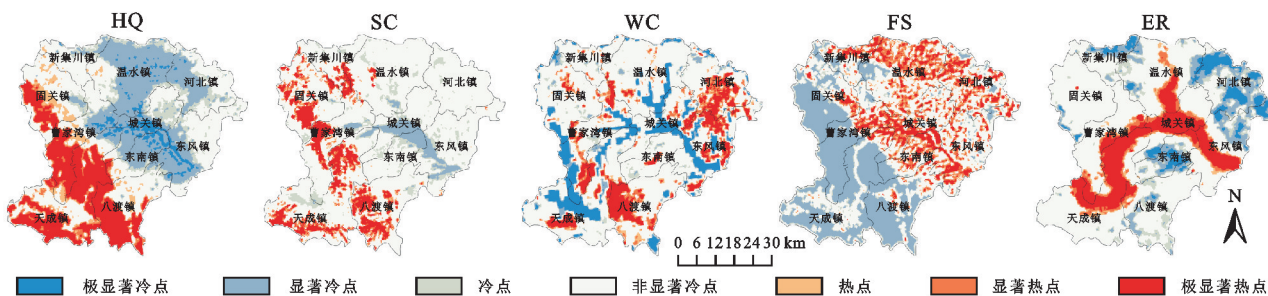 HQ SC WC FS ER
新集川镇 温水镇 河北镇 固关镇 曹家湾镇 城关镇 东南镇 东风镇 天成镇 八渡镇
新集川镇 温水镇 河北镇 固关镇 曹家湾镇 城关镇 东南镇 东风镇 天成镇 八渡镇
新集川镇 温水镇 河北镇 固关镇 曹家湾镇 城关镇 东南镇 东风镇 天成镇 八渡镇
新集川镇 温水镇 河北镇 固关镇 曹家湾镇 城关镇 东南镇 东风镇 天成镇 八渡镇
新集川镇 温水镇 河北镇 固关镇 曹家湾镇 城关镇 东南镇 东风镇 天成镇 八渡镇
N
0 6 12 18 24 30 km
极显著冷点 显著冷点 冷点 非显著冷点 热点 显著热点 极显著热点